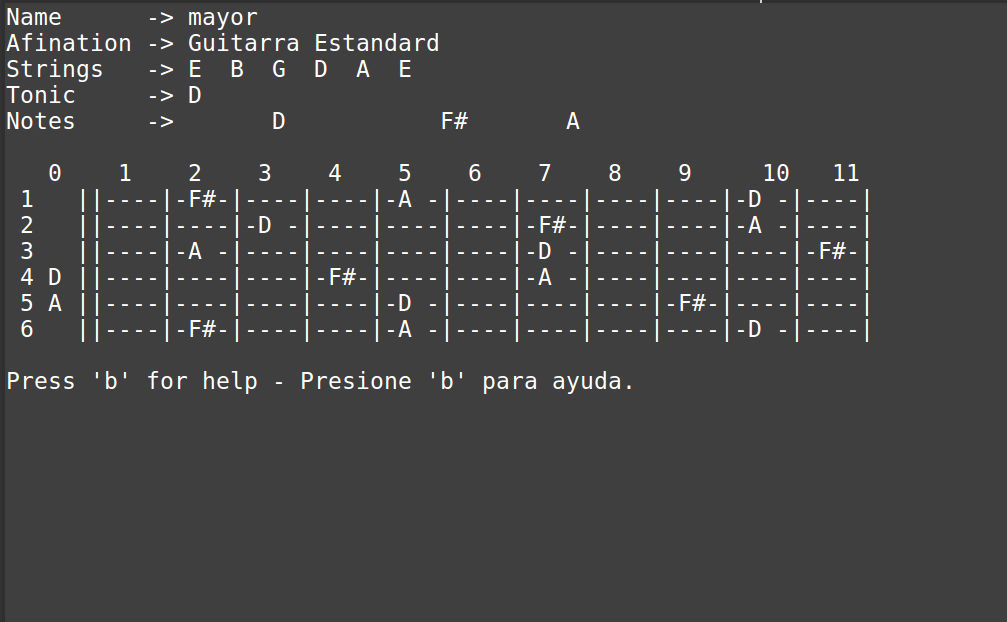 Name      -> mayor
Afination -> Guitarra Estandard
Strings   -> E  B  G  D  A  E
Tonic     -> D
Notes     ->       D           F#       A
   0    1    2    3    4    5    6    7    8    9     10   11
 1   ||----|-F#-|----|----|-A -|----|----|----|----|-D -|----|
 2   ||----|----|-D -|----|----|----|-F#-|----|----|-A -|----|
 3   ||----|-A -|----|----|----|----|-D -|----|----|----|-F#-|
 4 D ||----|----|----|-F#-|----|----|-A -|----|----|----|----|
 5 A ||----|----|----|----|-D -|----|----|----|-F#-|----|----|
 6   ||----|-F#-|----|----|-A -|----|----|----|----|-D -|----|
Press 'b' for help - Presione 'b' para ayuda.